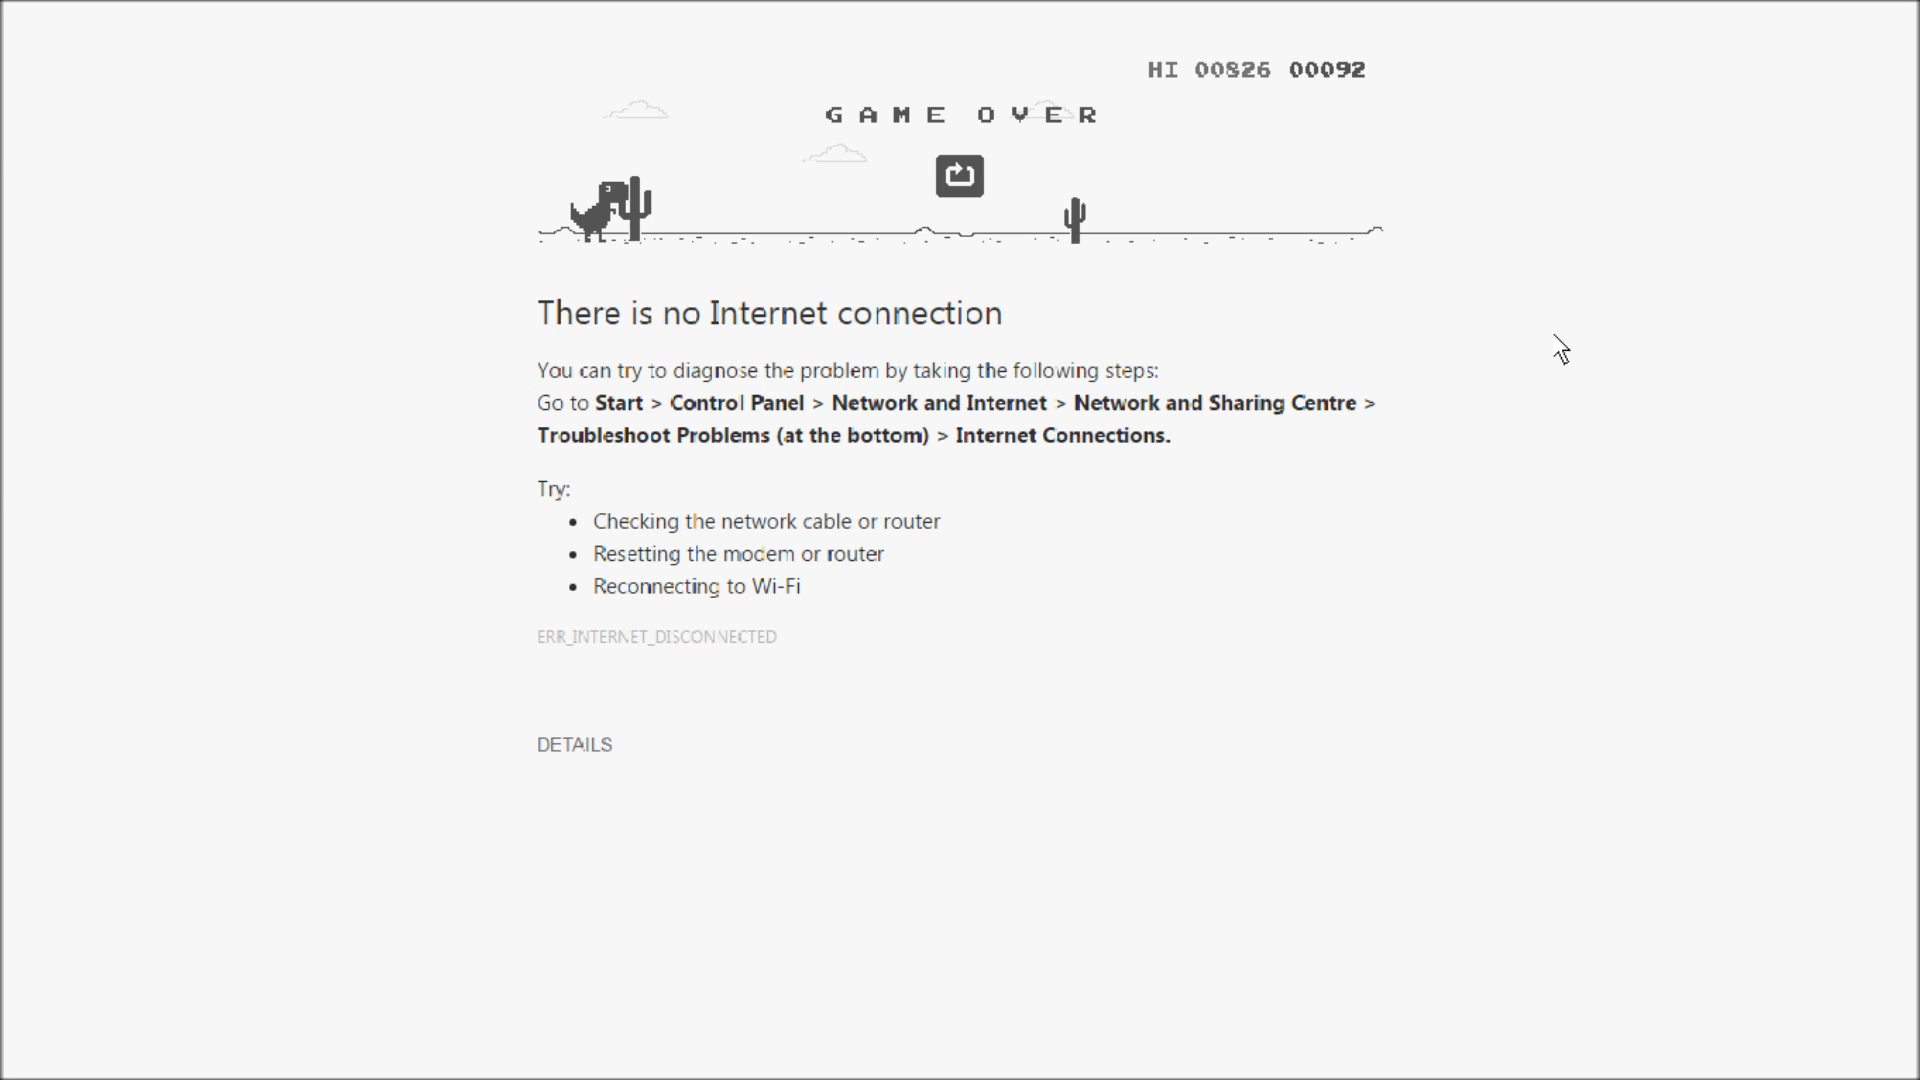 HI 00826 00092
GAME OVER
There is no Internet connection
You can try to diagnose the problem by taking the following steps:
Go to Start > Control Panel > Network and Internet > Network and Sharing Centre >
Troubleshoot Problems (at the bottom) > Internet Connections.
Try:
• Checking the network cable or router
• Resetting the modem or router
• Reconnecting to Wi-Fi
ERR_INTERNET_DISCONNECTED
DETAILS